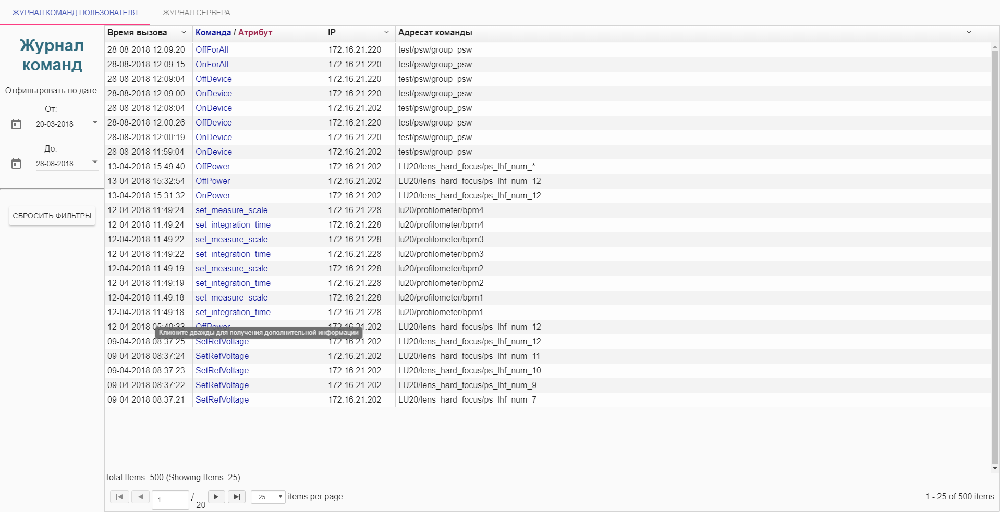 ЖУРНАЛ КОМАНД ПОЛЬЗОВАТЕЛЯ ЖУРНАЛ СЕРВЕРА
Журнал
команд
Отфильтровать по дате
От:
20-03-2018
До:
28-08-2018
СБРОСИТЬ ФИЛЬТРЫ
Время вызова Команда / Атрибут IP Адресат команды
28-08-2018 12:09:20 OffForAll 172.16.21.220 test/psw/group_psw
28-08-2018 12:09:15 OnForAll 172.16.21.220 test/psw/group_psw
28-08-2018 12:09:04 OffDevice 172.16.21.220 test/psw/group_psw
28-08-2018 12:09:00 OnDevice 172.16.21.220 test/psw/group_psw
28-08-2018 12:08:04 OnDevice 172.16.21.202 test/psw/group_psw
28-08-2018 12:00:26 OffDevice 172.16.21.220 test/psw/group_psw
28-08-2018 12:00:19 OnDevice 172.16.21.220 test/psw/group_psw
28-08-2018 11:59:04 OnDevice 172.16.21.202 test/psw/group_psw
13-04-2018 15:49:40 OffPower 172.16.21.202 LU20/lens_hard_focus/ps_lhf_num_*
13-04-2018 15:32:54 OffPower 172.16.21.202 LU20/lens_hard_focus/ps_lhf_num_12
13-04-2018 15:31:32 OnPower 172.16.21.202 LU20/lens_hard_focus/ps_lhf_num_12
12-04-2018 11:49:24 set_measure_scale 172.16.21.228 lu20/profilometer/bpm4
12-04-2018 11:49:24 set_integration_time 172.16.21.228 lu20/profilometer/bpm4
12-04-2018 11:49:22 set_measure_scale 172.16.21.228 lu20/profilometer/bpm3
12-04-2018 11:49:22 set_integration_time 172.16.21.228 lu20/profilometer/bpm3
12-04-2018 11:49:19 set_measure_scale 172.16.21.228 lu20/profilometer/bpm2
12-04-2018 11:49:19 set_integration_time 172.16.21.228 lu20/profilometer/bpm2
12-04-2018 11:49:18 set_measure_scale 172.16.21.228 lu20/profilometer/bpm1
12-04-2018 11:49:18 set_integration_time 172.16.21.228 lu20/profilometer/bpm1
12-04-2018 05:40:33 OffPower 172.16.21.202 LU20/lens_hard_focus/ps_lhf_num_12
Кликните дважды для получения дополнительной информации
09-04-2018 08:37:25 SetRefVoltage 172.16.21.202 LU20/lens_hard_focus/ps_lhf_num_12
09-04-2018 08:37:24 SetRefVoltage 172.16.21.202 LU20/lens_hard_focus/ps_lhf_num_11
09-04-2018 08:37:23 SetRefVoltage 172.16.21.202 LU20/lens_hard_focus/ps_lhf_num_10
09-04-2018 08:37:22 SetRefVoltage 172.16.21.202 LU20/lens_hard_focus/ps_lhf_num_9
09-04-2018 08:37:21 SetRefVoltage 172.16.21.202 LU20/lens_hard_focus/ps_lhf_num_7
Total Items: 500 (Showing Items: 25)
1 / 20 25 items per page 1 - 25 of 500 items